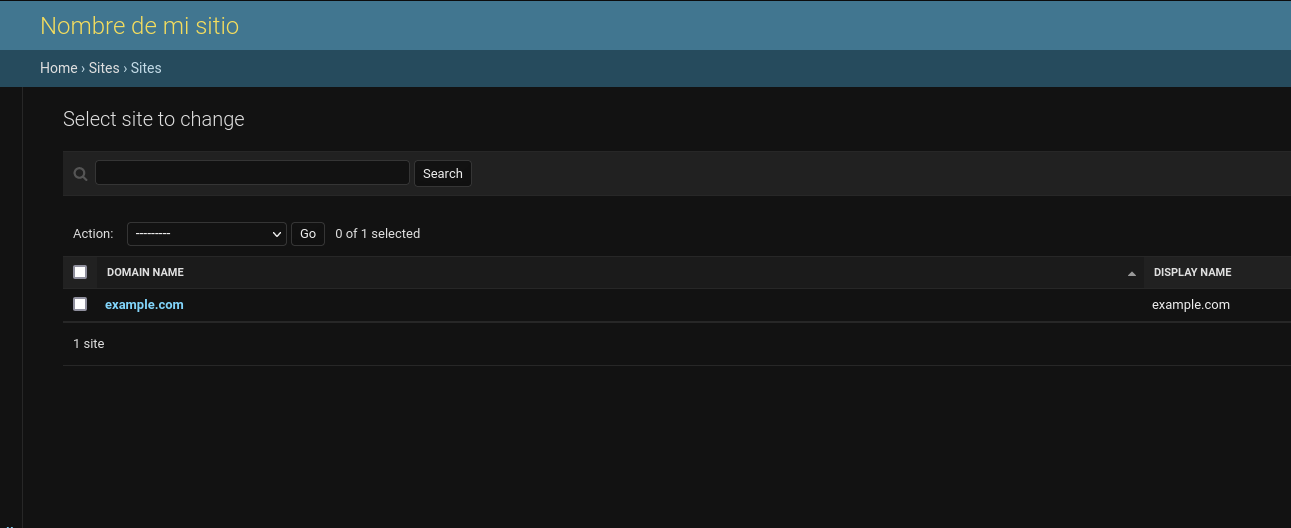 Nombre de mi sitio
Home › Sites › Sites
Select site to change
Search
Action: --------- Go 0 of 1 selected
DOMAIN NAME DISPLAY NAME
example.com example.com
1 site